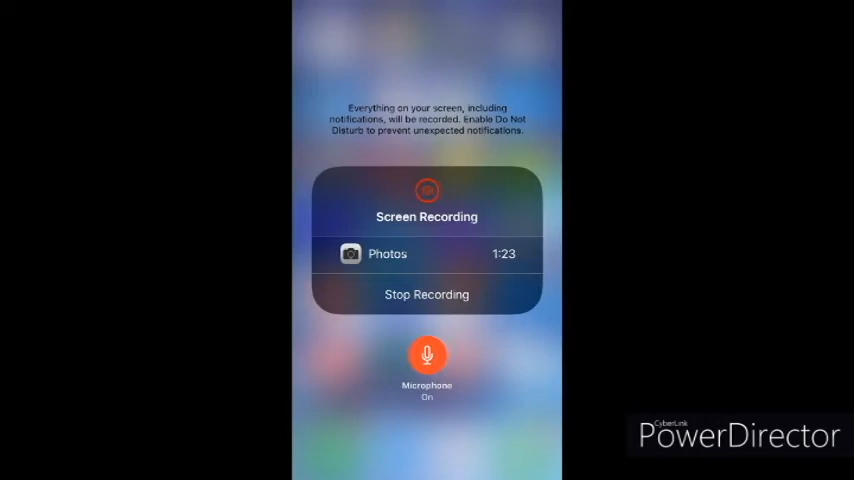 Everything on your screen, including
notifications, will be recorded. Enable Do Not
Disturb to prevent unexpected notifications.
Screen Recording
Photos 1:23
Stop Recording
Microphone
On
CyberLink
PowerDirector